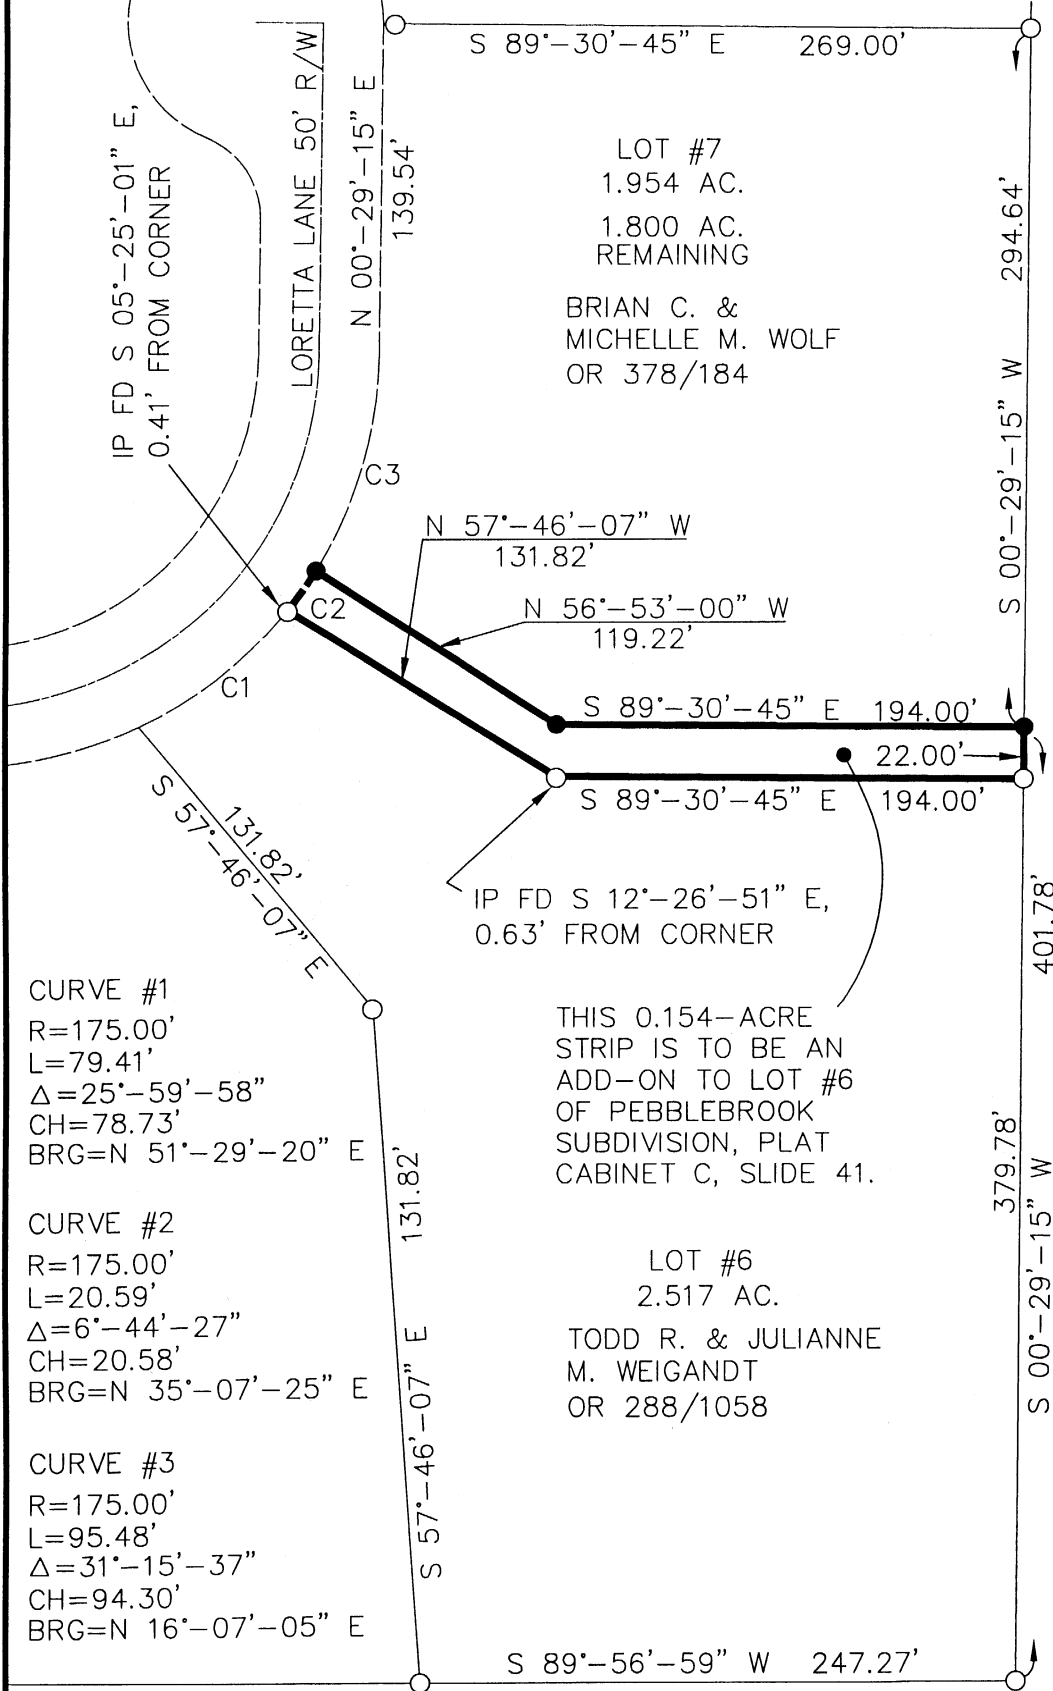 S 89°-30'-45" E 269.00'
LORETTA LANE 50' R/W
N 00°-29'-15" E
139.54'
IP FD S 05°-25'-01" E,
0.41' FROM CORNER
LOT #7
1.954 AC.
1.800 AC.
REMAINING
BRIAN C. &
MICHELLE M. WOLF
OR 378/184
294.64'
S 00°-29'-15" W
C3
N 57°-46'-07" W
131.82'
N 56°-53'-00" W
119.22'
C2
C1
S 89°-30'-45" E 194.00'
22.00'
S 89°-30'-45" E 194.00'
131.82'
S 57°-46'-07" E
IP FD S 12°-26'-51" E,
0.63' FROM CORNER
401.78'
CURVE #1
R=175.00'
L=79.41'
Δ=25°-59'-58"
CH=78.73'
BRG=N 51°-29'-20" E
THIS 0.154-ACRE
STRIP IS TO BE AN
ADD-ON TO LOT #6
OF PEBBLEBROOK
SUBDIVISION, PLAT
CABINET C, SLIDE 41.
379.78'
S 00°-29'-15" W
131.82'
S 57°-46'-07" E
CURVE #2
R=175.00'
L=20.59'
Δ=6°-44'-27"
CH=20.58'
BRG=N 35°-07'-25" E
LOT #6
2.517 AC.
TODD R. & JULIANNE
M. WEIGANDT
OR 288/1058
CURVE #3
R=175.00'
L=95.48'
Δ=31°-15'-37"
CH=94.30'
BRG=N 16°-07'-05" E
S 89°-56'-59" W 247.27'